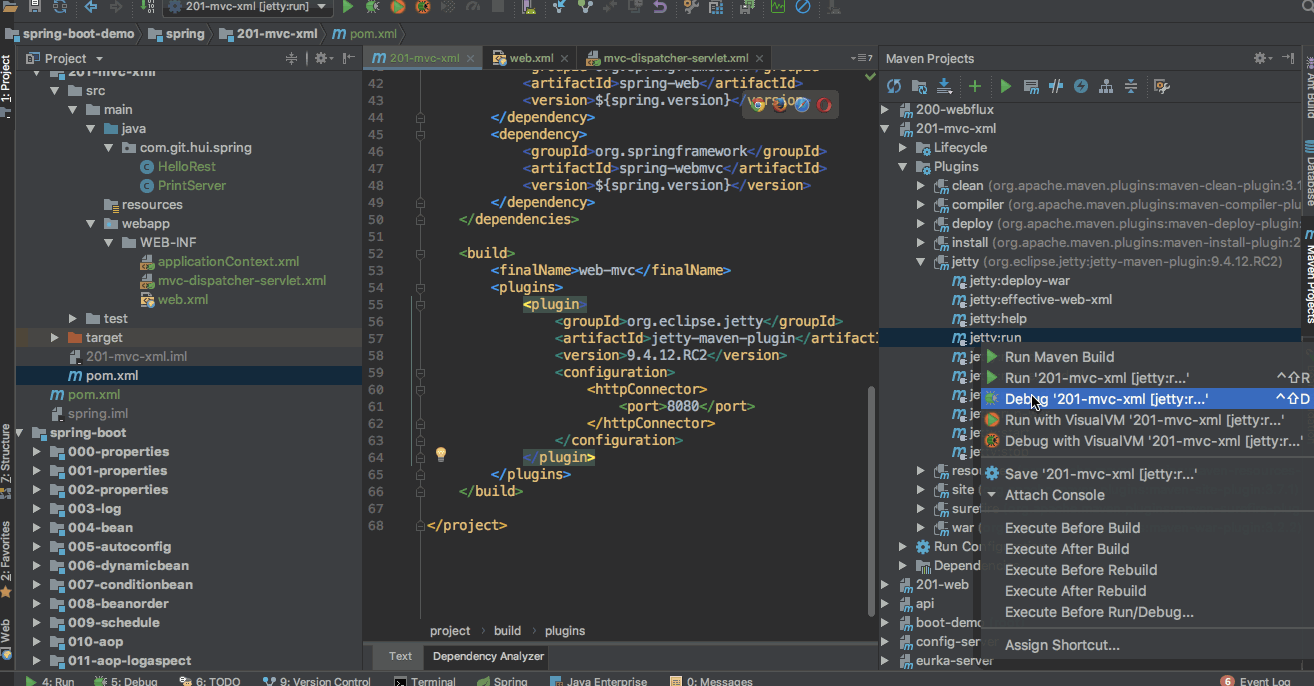 201-mvc-xml [jetty:run]
spring-boot-demo
spring
201-mvc-xml
pom.xml
1: Project
Z: Structure
2: Favorites
Web
Project
201-mvc-xml
src
main
java
com.git.hui.spring
HelloRest
PrintServer
resources
webapp
WEB-INF
applicationContext.xml
mvc-dispatcher-servlet.xml
web.xml
test
target
201-mvc-xml.iml
pom.xml
pom.xml
spring.iml
spring-boot
000-properties
001-properties
002-properties
003-log
004-bean
005-autoconfig
006-dynamicbean
007-conditionbean
008-beanorder
009-schedule
010-aop
011-aop-logaspect
201-mvc-xml
web.xml
mvc-dispatcher-servlet.xml
7
42 <artifactId>spring-web</artifactId>
43 <version>${spring.version}</version>
44 </dependency>
45 <dependency>
46 <groupId>org.springframework</groupId>
47 <artifactId>spring-webmvc</artifactId>
48 <version>${spring.version}</version>
49 </dependency>
50 </dependencies>
51
52 <build>
53 <finalName>web-mvc</finalName>
54 <plugins>
55 <plugin>
56 <groupId>org.eclipse.jetty</groupId>
57 <artifactId>jetty-maven-plugin</artifactI
58 <version>9.4.12.RC2</version>
59 <configuration>
60 <httpConnector>
61 <port>8080</port>
62 </httpConnector>
63 </configuration>
64 </plugin>
65 </plugins>
66 </build>
67
68 </project>
project
build
plugins
Text
Dependency Analyzer
Maven Projects
200-webflux
201-mvc-xml
Lifecycle
Plugins
clean (org.apache.maven.plugins:maven-clean-plugin:3.1
compiler (org.apache.maven.plugins:maven-compiler-plu
deploy (org.apache.maven.plugins:maven-deploy-plugin:
install (org.apache.maven.plugins:maven-install-plugin:2
jetty (org.eclipse.jetty:jetty-maven-plugin:9.4.12.RC2)
jetty:deploy-war
jetty:effective-web-xml
jetty:help
jetty:run
je
je
je
je
je
je
reso
site
suref
war
Run Co
Depend
201-web
api
boot-demo
config-ser
eurka-server
Run Maven Build
Run '201-mvc-xml [jetty:r...' ^⇧R
Debug '201-mvc-xml [jetty:r...' ^⇧D
Run with VisualVM '201-mvc-xml [jetty:r...'
Debug with VisualVM '201-mvc-xml [jetty:r...'
Save '201-mvc-xml [jetty:r...'
Attach Console
Execute Before Build
Execute After Build
Execute Before Rebuild
Execute After Rebuild
Execute Before Run/Debug...
Assign Shortcut...
Ant Build
Database
Maven Projects
4: Run
5: Debug
6: TODO
9: Version Control
Terminal
Spring
Java Enterprise
0: Messages
6 Event Log